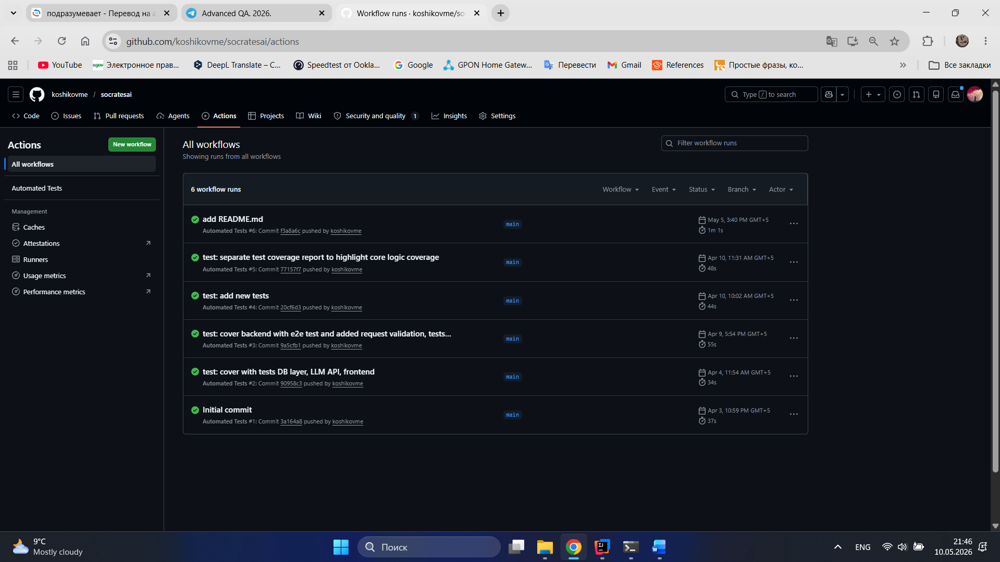 подразумевает - Перевод на а
Advanced QA. 2026.
Workflow runs · koshikovme/so
github.com/koshikovme/socratesai/actions
YouTube
egov
Электронное прав...
DeepL Translate – C...
Speedtest от Ookla...
Google
GPON Home Gatew...
Перевести
Gmail
References
Простые фразы, ко...
Все закладки
koshikovme / socratesai
Type / to search
Code
Issues
Pull requests
Agents
Actions
Projects
Wiki
Security and quality 1
Insights
Settings
Actions
New workflow
All workflows
Automated Tests
Management
Caches
Attestations
Runners
Usage metrics
Performance metrics
All workflows
Showing runs from all workflows
Filter workflow runs
6 workflow runs
Workflow
Event
Status
Branch
Actor
add README.md
Automated Tests #6: Commit f3a8a6c pushed by koshikovme
main
May 5, 3:40 PM GMT+5
1m 1s
test: separate test coverage report to highlight core logic coverage
Automated Tests #5: Commit 77157f7 pushed by koshikovme
main
Apr 10, 11:31 AM GMT+5
48s
test: add new tests
Automated Tests #4: Commit 20cf6d3 pushed by koshikovme
main
Apr 10, 10:02 AM GMT+5
44s
test: cover backend with e2e test and added request validation, tests...
Automated Tests #3: Commit 9a5cfb1 pushed by koshikovme
main
Apr 9, 5:54 PM GMT+5
55s
test: cover with tests DB layer, LLM API, frontend
Automated Tests #2: Commit 90958c3 pushed by koshikovme
main
Apr 4, 11:54 AM GMT+5
34s
Initial commit
Automated Tests #1: Commit 3a164a8 pushed by koshikovme
main
Apr 3, 10:59 PM GMT+5
37s
9°C
Mostly cloudy
Поиск
ENG
21:46
10.05.2026